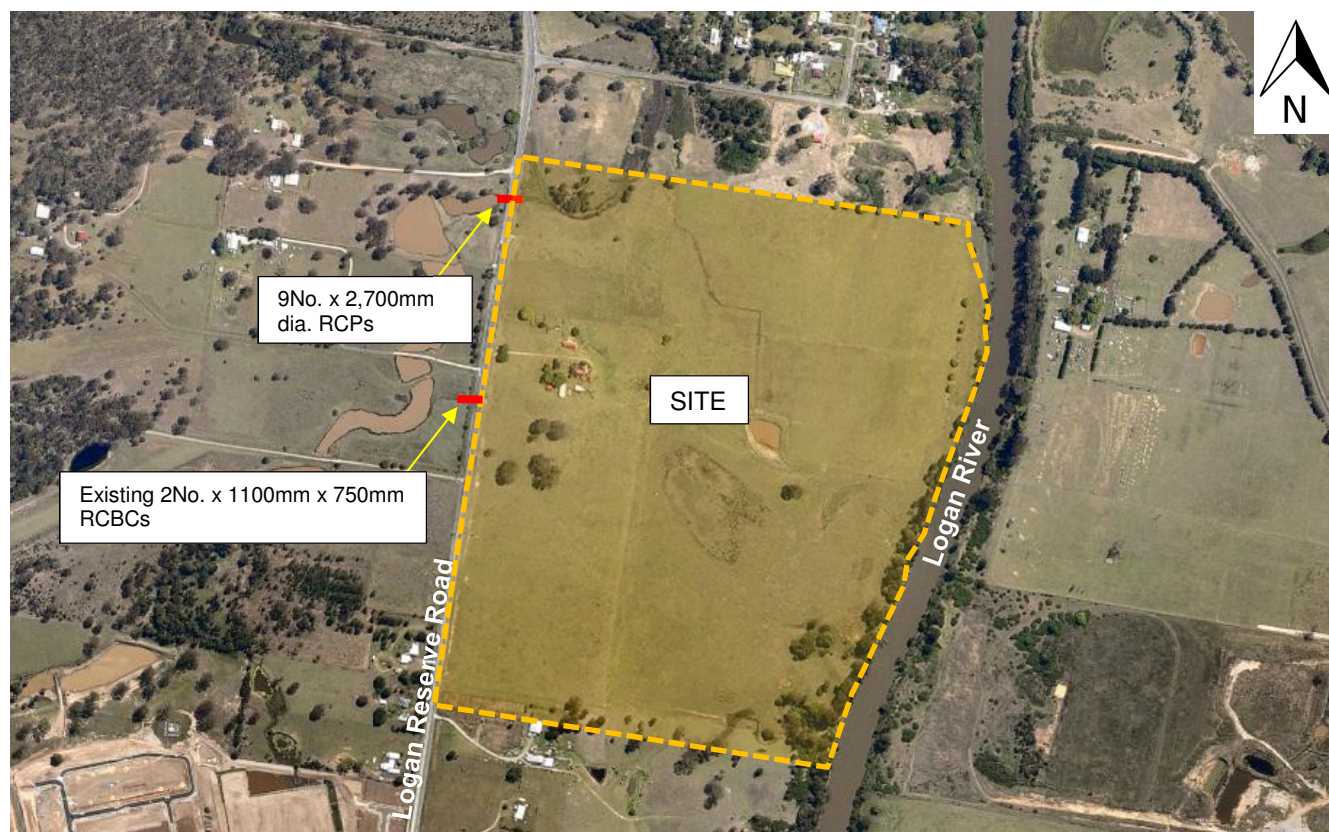 N
9No. x 2,700mm
dia. RCPs
SITE
Existing 2No. x 1100mm x 750mm
RCBCs
Logan River
Logan Reserve Road